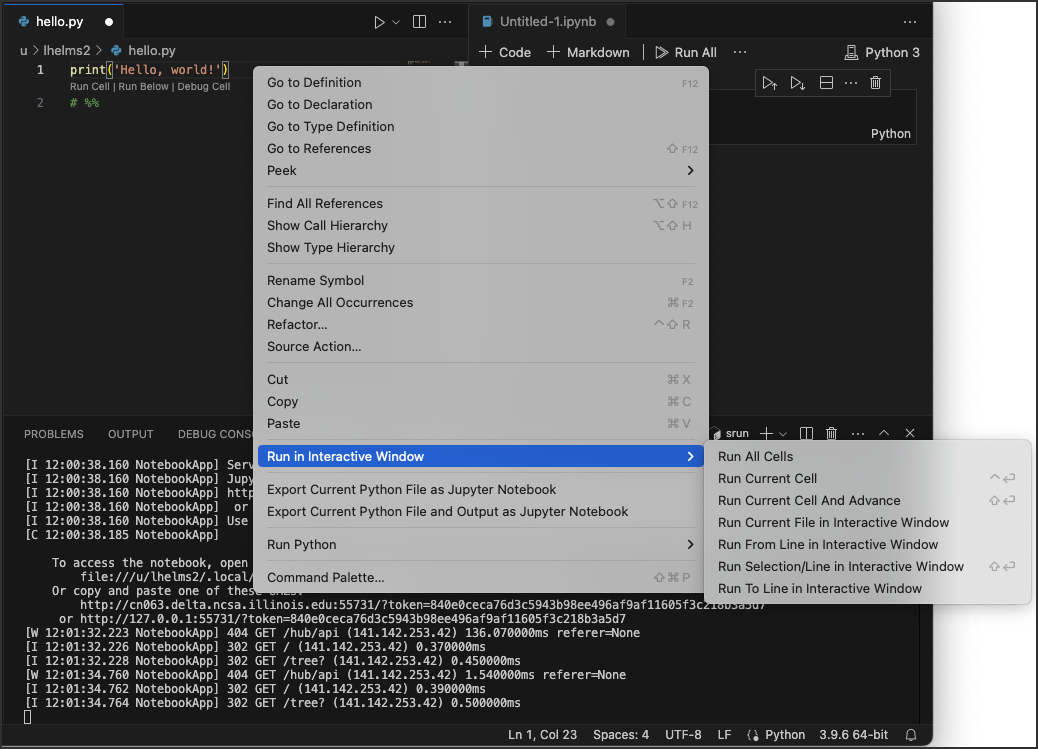 hello.py
Untitled-1.ipynb
u > lhelms2 > hello.py
+ Code + Markdown | Run All ... Python 3
1 print('Hello, world!')
Run Cell | Run Below | Debug Cell
2 # %%
Python
Go to Definition F12
Go to Declaration
Go to Type Definition
Go to References ⇧ F12
Peek >
Find All References ⌥⇧ F12
Show Call Hierarchy ⌥⇧ H
Show Type Hierarchy
Rename Symbol F2
Change All Occurrences ⌘ F2
Refactor... ^⇧ R
Source Action...
Cut ⌘ X
Copy ⌘ C
Paste ⌘ V
Run in Interactive Window >
Export Current Python File as Jupyter Notebook
Export Current Python File and Output as Jupyter Notebook
Run Python >
Command Palette... ⇧⌘ P
Run All Cells
Run Current Cell ^↩
Run Current Cell And Advance ⇧↩
Run Current File in Interactive Window
Run From Line in Interactive Window
Run Selection/Line in Interactive Window ⇧↩
Run To Line in Interactive Window
PROBLEMS OUTPUT DEBUG CONS srun
[I 12:00:38.160 NotebookApp] Serv
[I 12:00:38.160 NotebookApp] Jupy
[I 12:00:38.160 NotebookApp] http
[I 12:00:38.160 NotebookApp] or
[I 12:00:38.160 NotebookApp] Use
[C 12:00:38.185 NotebookApp]
To access the notebook, open
file:///u/lhelms2/.local/
Or copy and paste one of these URLs:
http://cn063.delta.ncsa.illinois.edu:55731/?token=840e0ceca76d3c5943b98ee496af9af11605f3c218b3a5d7
or http://127.0.0.1:55731/?token=840e0ceca76d3c5943b98ee496af9af11605f3c218b3a5d7
[W 12:01:32.223 NotebookApp] 404 GET /hub/api (141.142.253.42) 136.070000ms referer=None
[I 12:01:32.226 NotebookApp] 302 GET / (141.142.253.42) 0.370000ms
[I 12:01:32.228 NotebookApp] 302 GET /tree? (141.142.253.42) 0.450000ms
[W 12:01:34.760 NotebookApp] 404 GET /hub/api (141.142.253.42) 1.540000ms referer=None
[I 12:01:34.762 NotebookApp] 302 GET / (141.142.253.42) 0.390000ms
[I 12:01:34.764 NotebookApp] 302 GET /tree? (141.142.253.42) 0.500000ms
Ln 1, Col 23 Spaces: 4 UTF-8 LF Python 3.9.6 64-bit